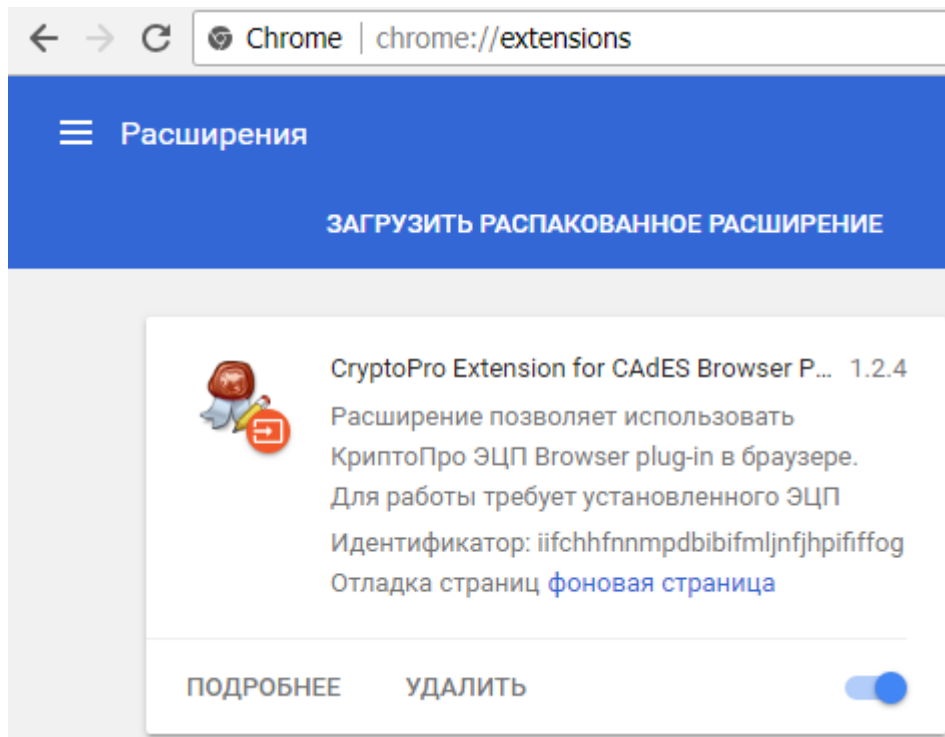 Chrome | chrome://extensions
Расширения
ЗАГРУЗИТЬ РАСПАКОВАННОЕ РАСШИРЕНИЕ
CryptoPro Extension for CAdES Browser P... 1.2.4
Расширение позволяет использовать
КриптоПро ЭЦП Browser plug-in в браузере.
Для работы требует установленного ЭЦП
Идентификатор: iifchhfnnmpdbibifmljnfjhpififfog
Отладка страниц фоновая страница
ПОДРОБНЕЕ УДАЛИТЬ